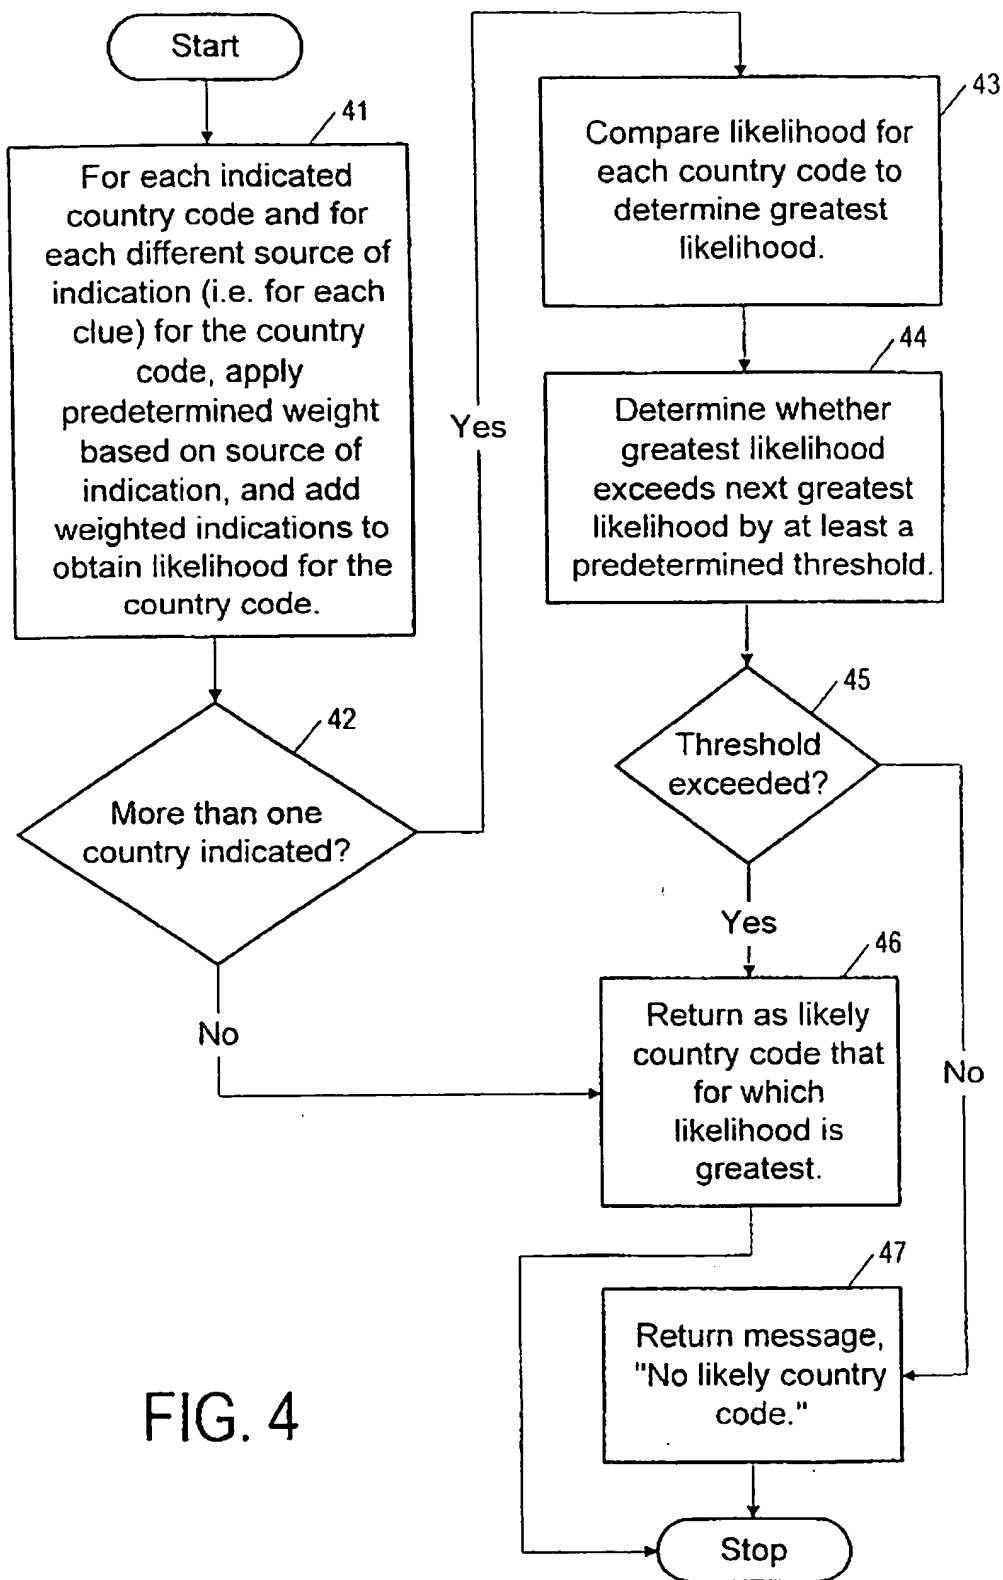 Start
41
For each indicated
country code and for
each different source of
indication (i.e. for each
clue) for the country
code, apply
predetermined weight
based on source of
indication, and add
weighted indications to
obtain likelihood for the
country code.
42
More than one
country indicated?
Yes
No
43
Compare likelihood for
each country code to
determine greatest
likelihood.
44
Determine whether
greatest likelihood
exceeds next greatest
likelihood by at least a
predetermined threshold.
45
Threshold
exceeded?
Yes
No
46
Return as likely
country code that
for which
likelihood is
greatest.
47
Return message,
"No likely country
code."
Stop
FIG. 4